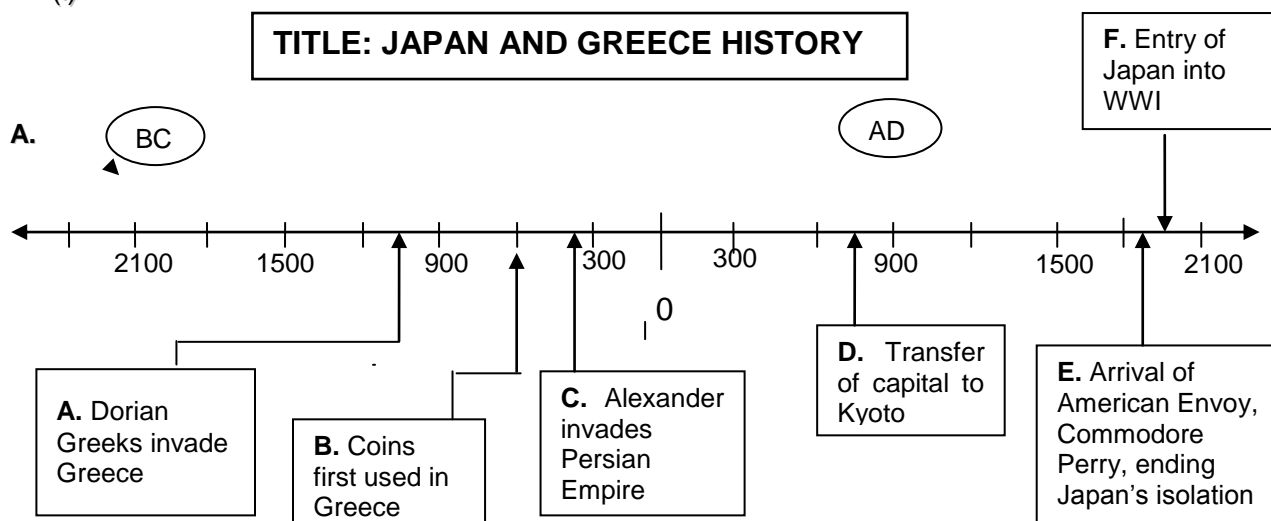 (.)
TITLE: JAPAN AND GREECE HISTORY
F. Entry of
Japan into
WWI
A.
BC
AD
2100 1500 900 300 300 900 1500 2100
0
A. Dorian
Greeks invade
Greece
B. Coins
first used in
Greece
C. Alexander
invades
Persian
Empire
D. Transfer
of capital to
Kyoto
E. Arrival of
American Envoy,
Commodore
Perry, ending
Japan's isolation